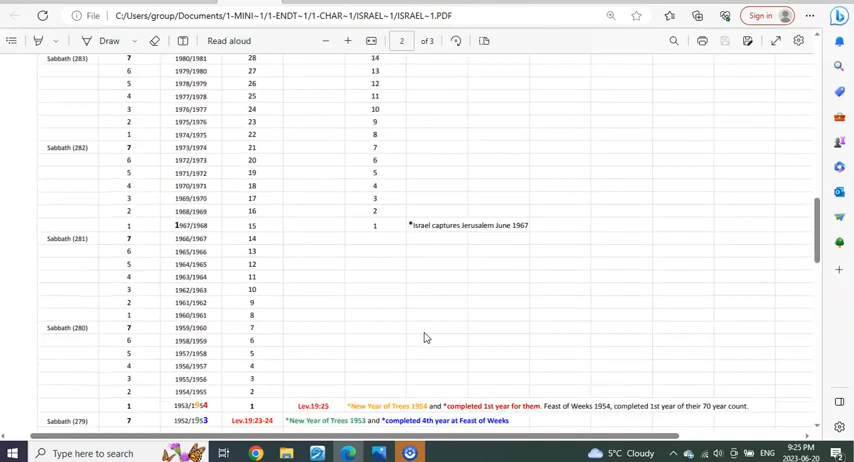 File C:/Users/group/Documents/1-MINI~1/1-ENDT~1/1-CHAR~1/ISRAEL~1/ISRAEL~1.PDF Sign in
Draw Read aloud 2 of 3
Sabbath (283) 7 1980/1981 28 14
6 1979/1980 27 13
5 1978/1979 26 12
4 1977/1978 25 11
3 1976/1977 24 10
2 1975/1976 23 9
1 1974/1975 22 8
Sabbath (282) 7 1973/1974 21 7
6 1972/1973 20 6
5 1971/1972 19 5
4 1970/1971 18 4
3 1969/1970 17 3
2 1968/1969 16 2
1 1967/1968 15 1 *Israel captures Jerusalem June 1967
Sabbath (281) 7 1966/1967 14
6 1965/1966 13
5 1964/1965 12
4 1963/1964 11
3 1962/1963 10
2 1961/1962 9
1 1960/1961 8
Sabbath (280) 7 1959/1960 7
6 1958/1959 6
5 1957/1958 5
4 1956/1957 4
3 1955/1956 3
2 1954/1955 2
1 1953/1954 1 Lev.19:25 *New Year of Trees 1954 and *completed 1st year for them. Feast of Weeks 1954, completed 1st year of their 70 year count.
Sabbath (279) 7 1952/1953 Lev.19:23-24 *New Year of Trees 1953 and *completed 4th year at Feast of Weeks
Type here to search 5°C Cloudy ENG 9:25 PM
2023-06-20